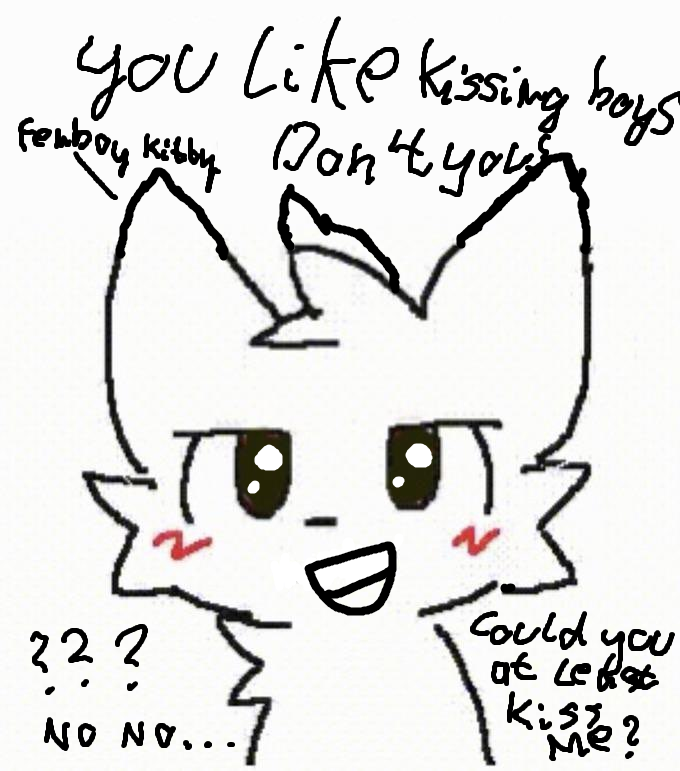 you like kissing boys
Don't you?
Femboy kitty
???
NO NO...
Could you
at least
kiss
me?